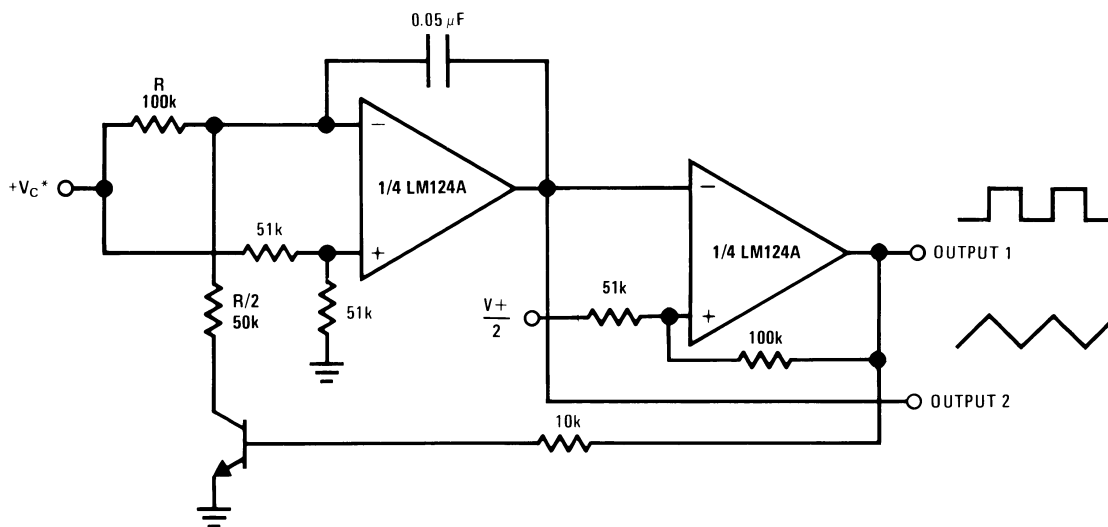 0.05 μF
R
100k
+VC*
−
1/4 LM124A
+
51k
51k
R/2
50k
−
1/4 LM124A
+
51k
V+
2
100k
OUTPUT 1
OUTPUT 2
10k